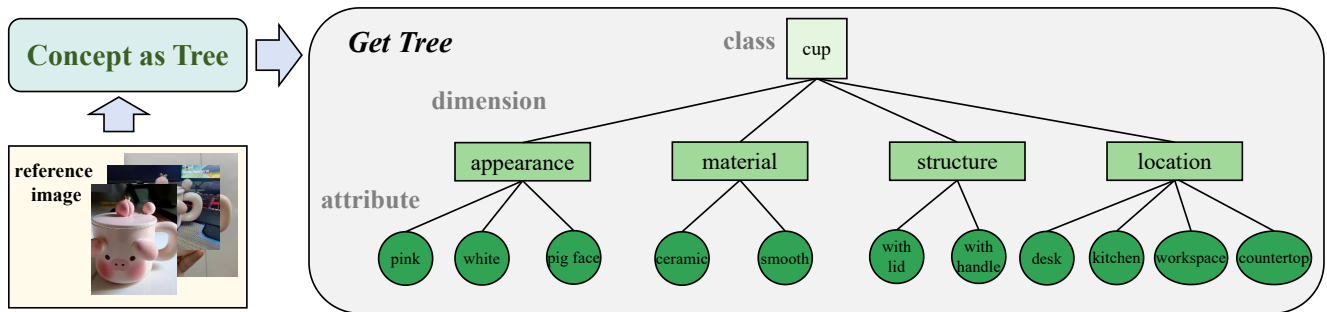 Concept as Tree
reference
image
Get Tree
class
cup
dimension
appearance
material
structure
location
attribute
pink
white
pig face
ceramic
smooth
with
lid
with
handle
desk
kitchen
workspace
countertop